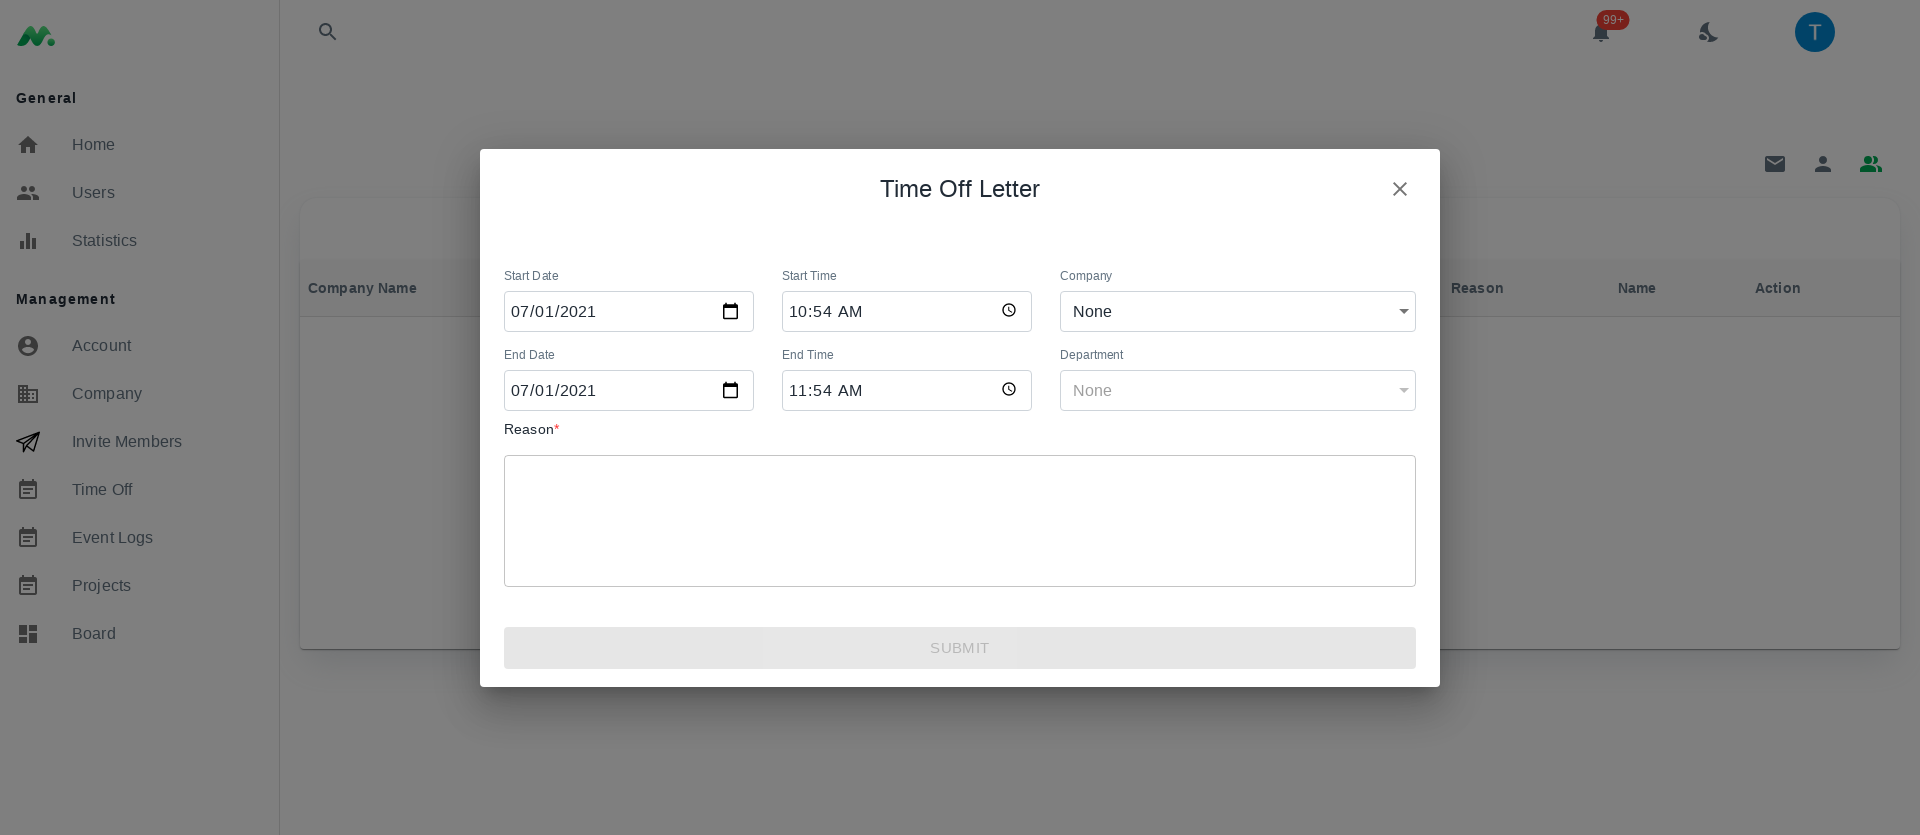 99+
T
General
Home
Users
Statistics
Management
Account
Company
Invite Members
Time Off
Event Logs
Projects
Board
Company Name
Reason
Name
Action
Time Off Letter
Start Date
Start Time
Company
07/01/2021
10:54 AM
None
End Date
End Time
Department
07/01/2021
11:54 AM
None
Reason*
SUBMIT